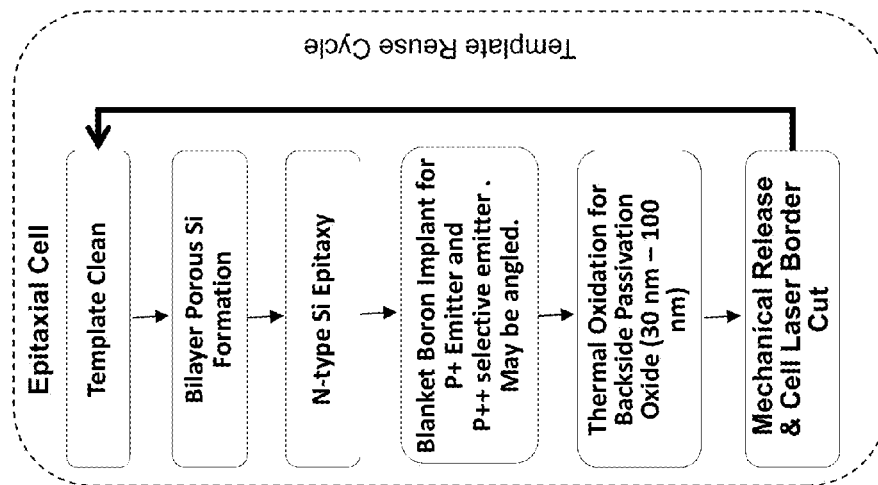 Epitaxial Cell
Template Clean
Bilayer Porous Si
Formation
N-type Si Epitaxy
Blanket Boron Implant for
P+ Emitter and
P++ selective emitter .
May be angled.
Thermal Oxidation for
Backside Passivation
Oxide (30 nm – 100
nm)
Mechanical Release
& Cell Laser Border
Cut
Template Reuse Cycle